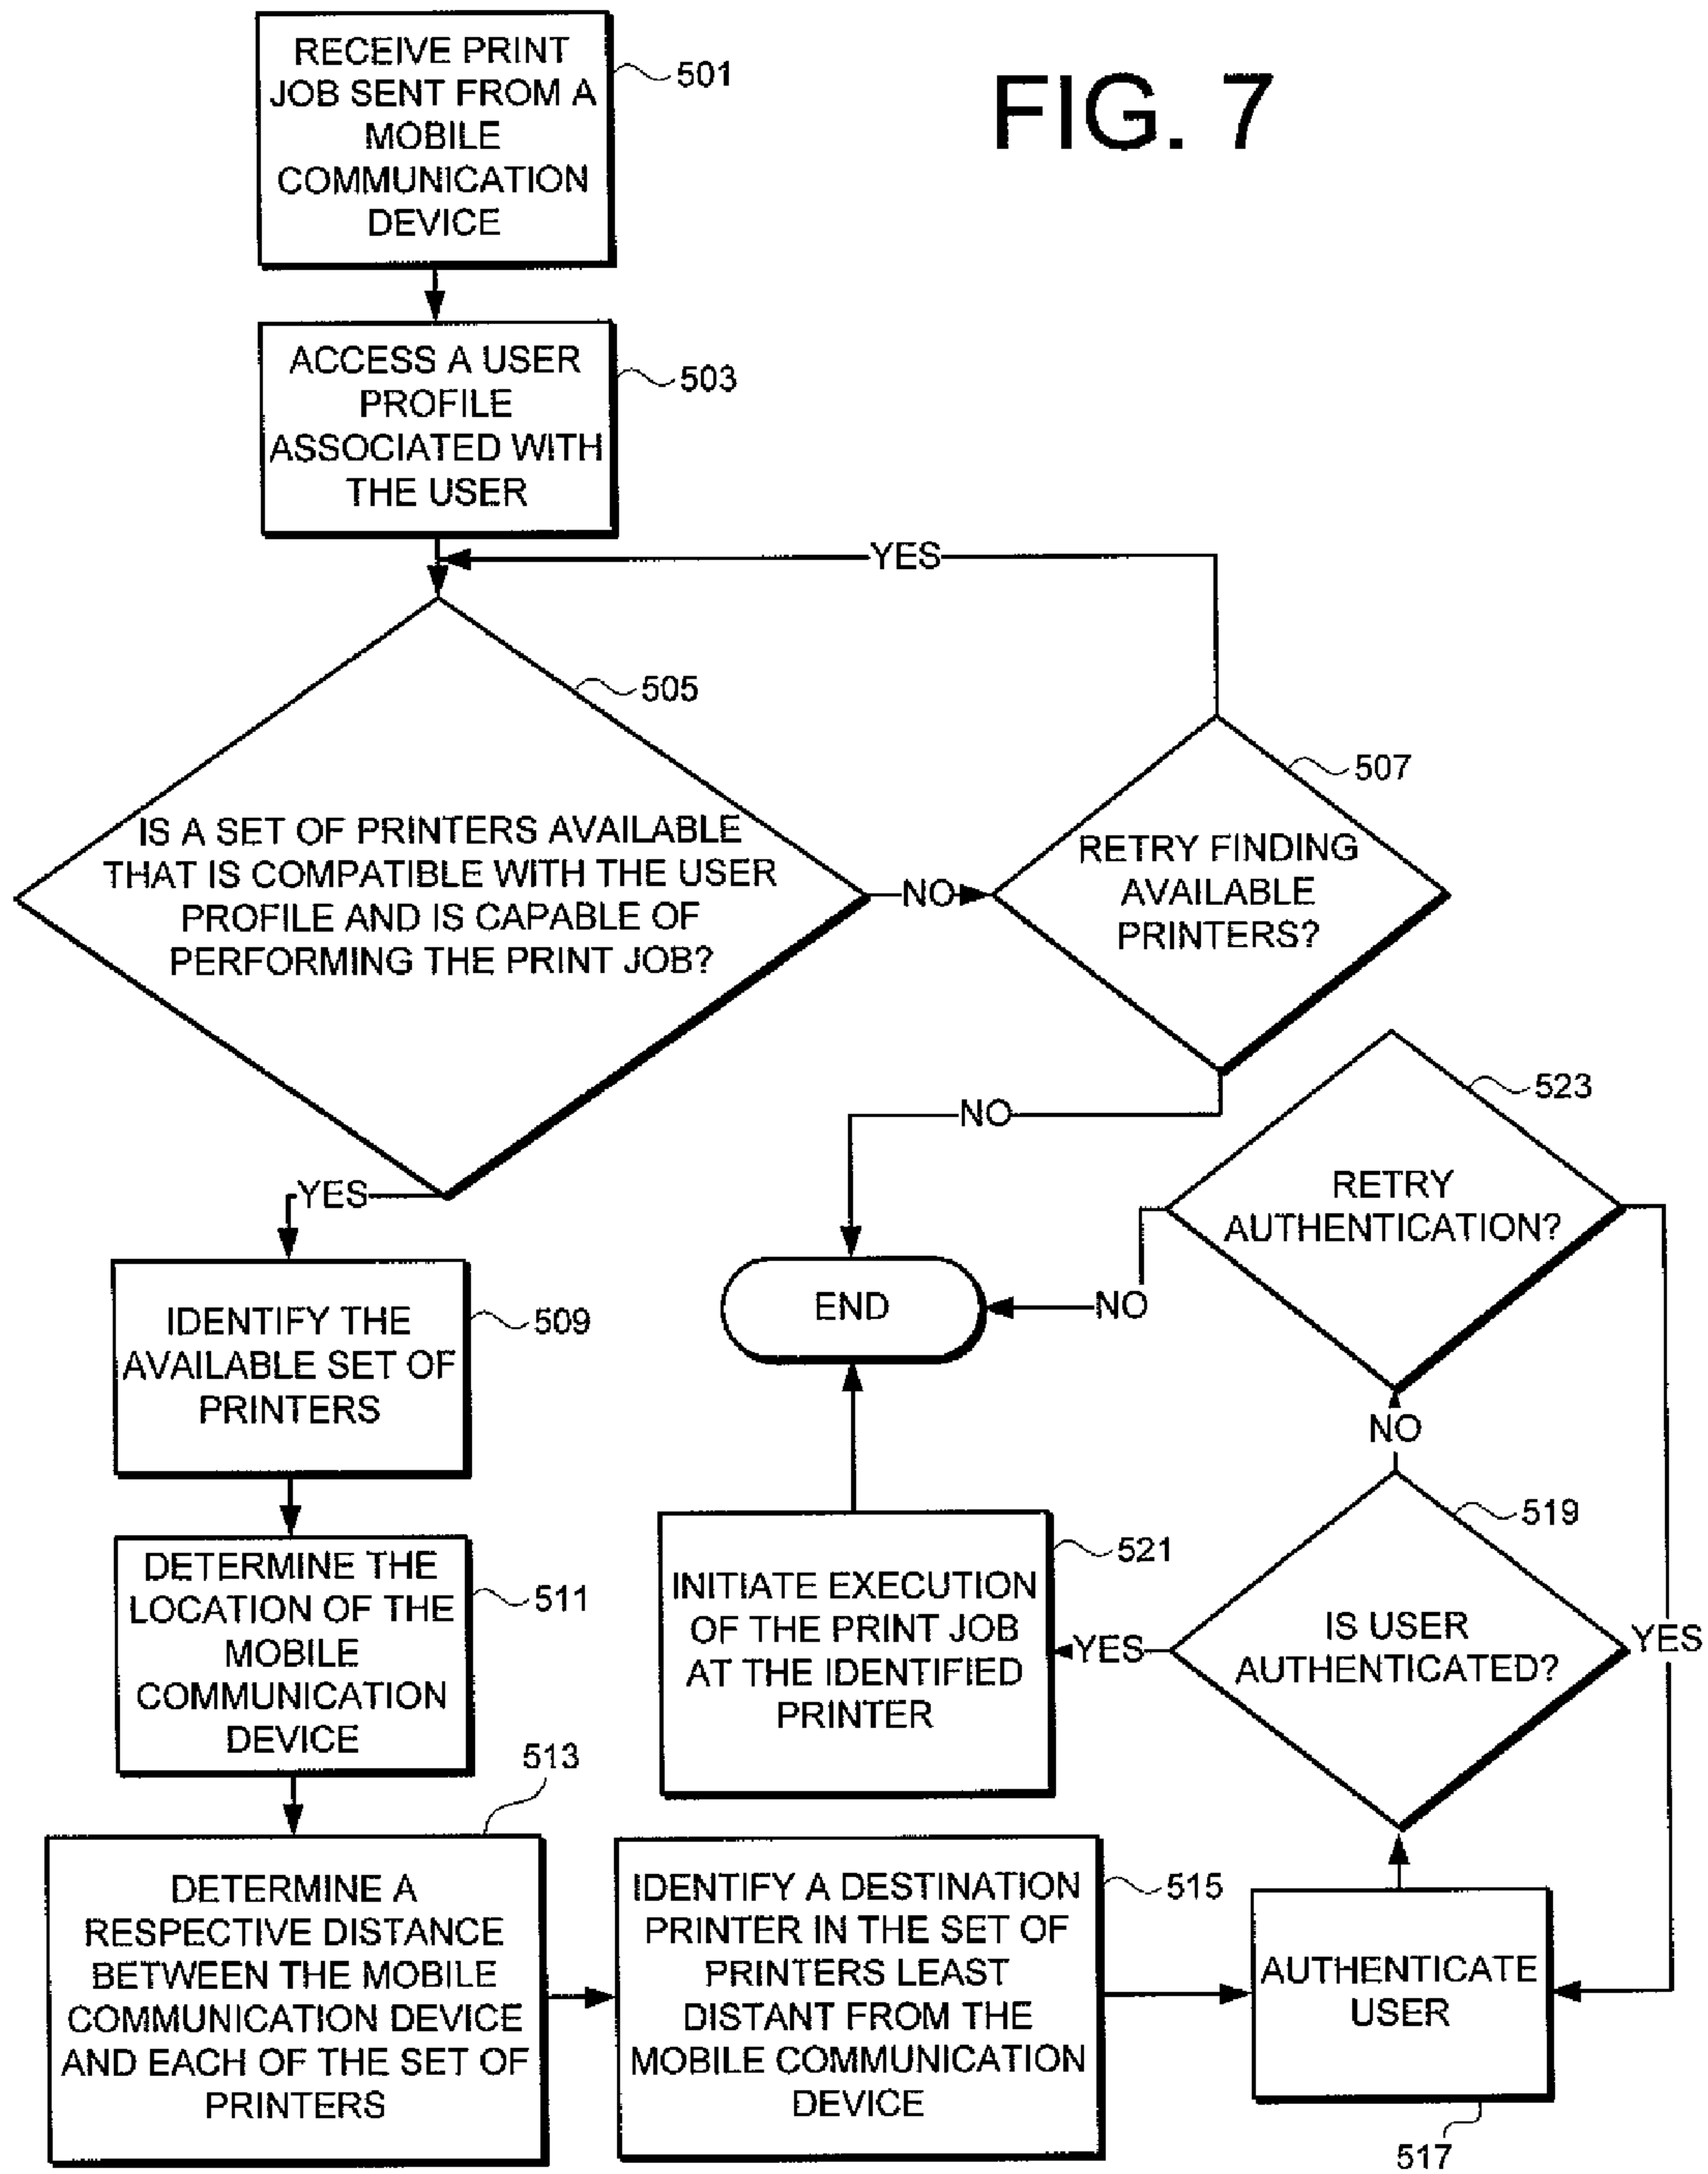 RECEIVE PRINT
JOB SENT FROM A
MOBILE
COMMUNICATION
DEVICE
501
FIG. 7
ACCESS A USER
PROFILE
ASSOCIATED WITH
THE USER
503
YES
505
IS A SET OF PRINTERS AVAILABLE
THAT IS COMPATIBLE WITH THE USER
PROFILE AND IS CAPABLE OF
PERFORMING THE PRINT JOB?
NO
507
RETRY FINDING
AVAILABLE
PRINTERS?
NO
YES
523
RETRY
AUTHENTICATION?
NO
END
IDENTIFY THE
AVAILABLE SET OF
PRINTERS
509
NO
DETERMINE THE
LOCATION OF THE
MOBILE
COMMUNICATION
DEVICE
511
INITIATE EXECUTION
OF THE PRINT JOB
AT THE IDENTIFIED
PRINTER
521
YES
519
IS USER
AUTHENTICATED?
YES
513
DETERMINE A
RESPECTIVE DISTANCE
BETWEEN THE MOBILE
COMMUNICATION DEVICE
AND EACH OF THE SET OF
PRINTERS
IDENTIFY A DESTINATION
PRINTER IN THE SET OF
PRINTERS LEAST
DISTANT FROM THE
MOBILE COMMUNICATION
DEVICE
515
AUTHENTICATE
USER
517